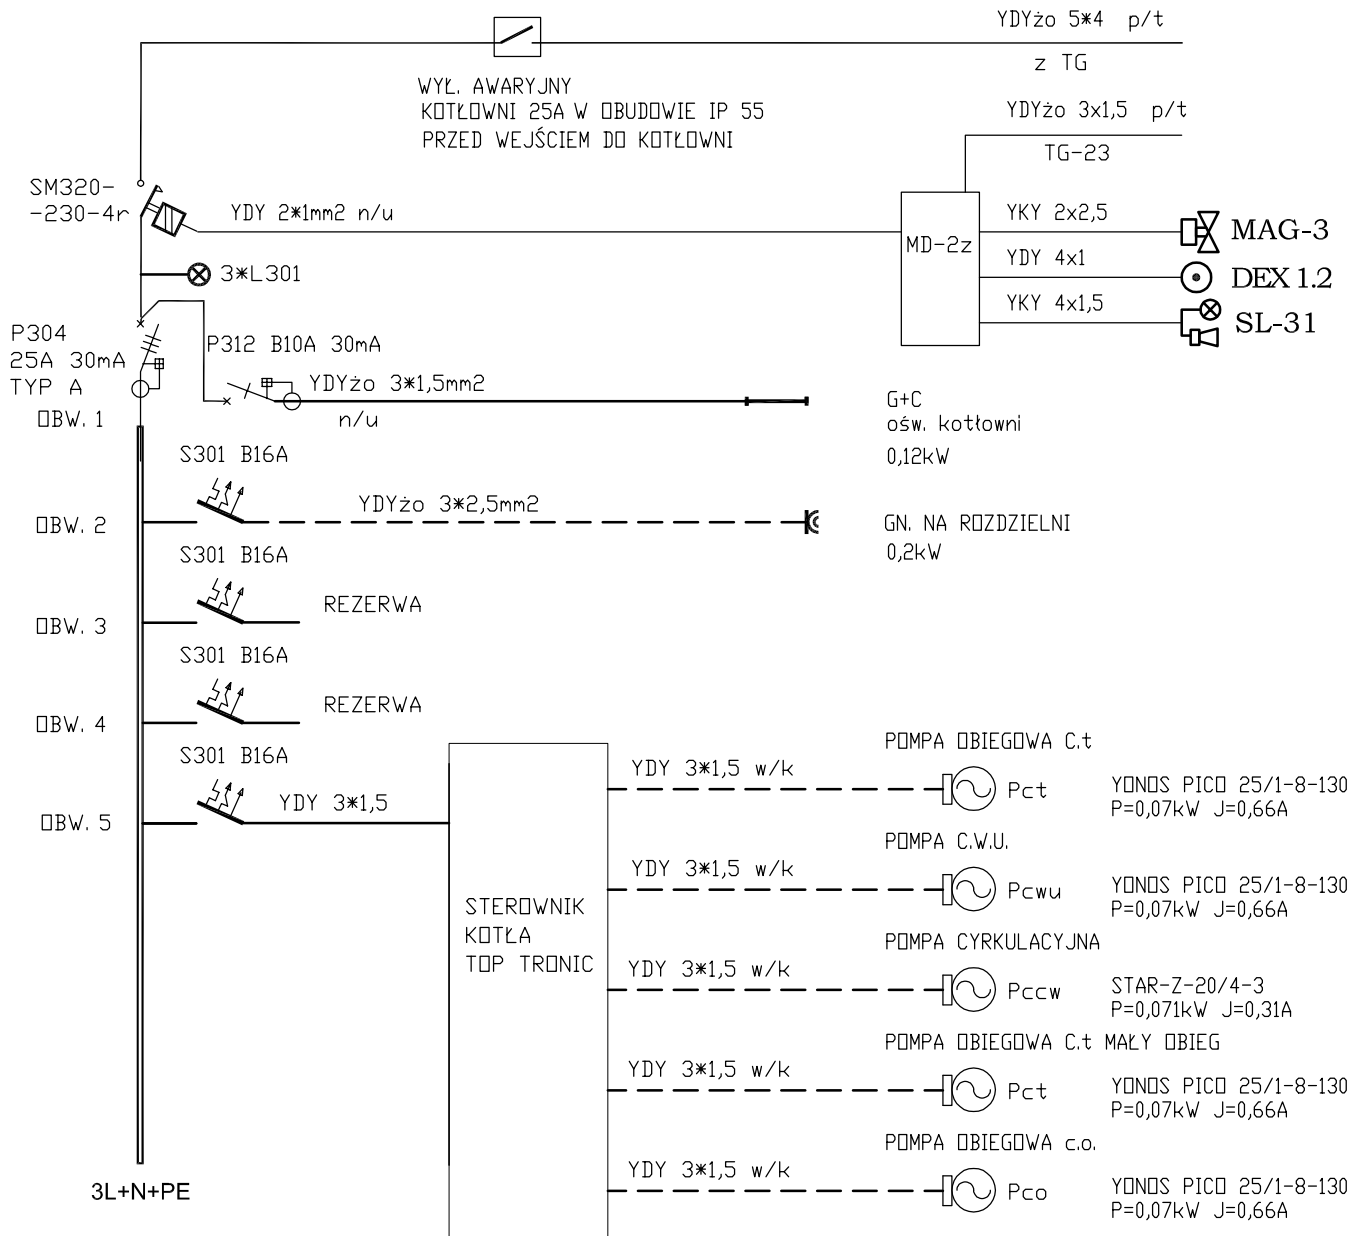 YDYżo 5*4 p/t
z TG
WYŁ. AWARYJNY
KOTŁOWNI 25A W OBUDOWIE IP 55
PRZED WEJŚCIEM DO KOTŁOWNI
YDYżo 3x1,5 p/t
TG-23
SM320-
-230-4r
YDY 2*1mm2 n/u
MD-2z
YKY 2x2,5
MAG-3
YDY 4x1
DEX 1.2
YKY 4x1,5
SL-31
3*L301
P304
25A 30mA
TYP A
P312 B10A 30mA
YDYżo 3*1,5mm2
n/u
OBW. 1
G+C
ośw. kotłowni
0,12kW
S301 B16A
YDYżo 3*2,5mm2
OBW. 2
GN. NA ROZDZIELNI
0,2kW
S301 B16A
REZERWA
OBW. 3
S301 B16A
REZERWA
OBW. 4
S301 B16A
YDY 3*1,5
OBW. 5
STEROWNIK
KOTŁA
TOP TRONIC
POMPA OBIEGOWA C.t
YDY 3*1,5 w/k
Pct
YONOS PICO 25/1-8-130
P=0,07kW J=0,66A
POMPA C.W.U.
YDY 3*1,5 w/k
Pcwu
YONOS PICO 25/1-8-130
P=0,07kW J=0,66A
POMPA CYRKULACYJNA
YDY 3*1,5 w/k
Pccw
STAR-Z-20/4-3
P=0,071kW J=0,31A
POMPA OBIEGOWA C.t MAŁY OBIEG
YDY 3*1,5 w/k
Pct
YONOS PICO 25/1-8-130
P=0,07kW J=0,66A
POMPA OBIEGOWA c.o.
YDY 3*1,5 w/k
Pco
YONOS PICO 25/1-8-130
P=0,07kW J=0,66A
3L+N+PE